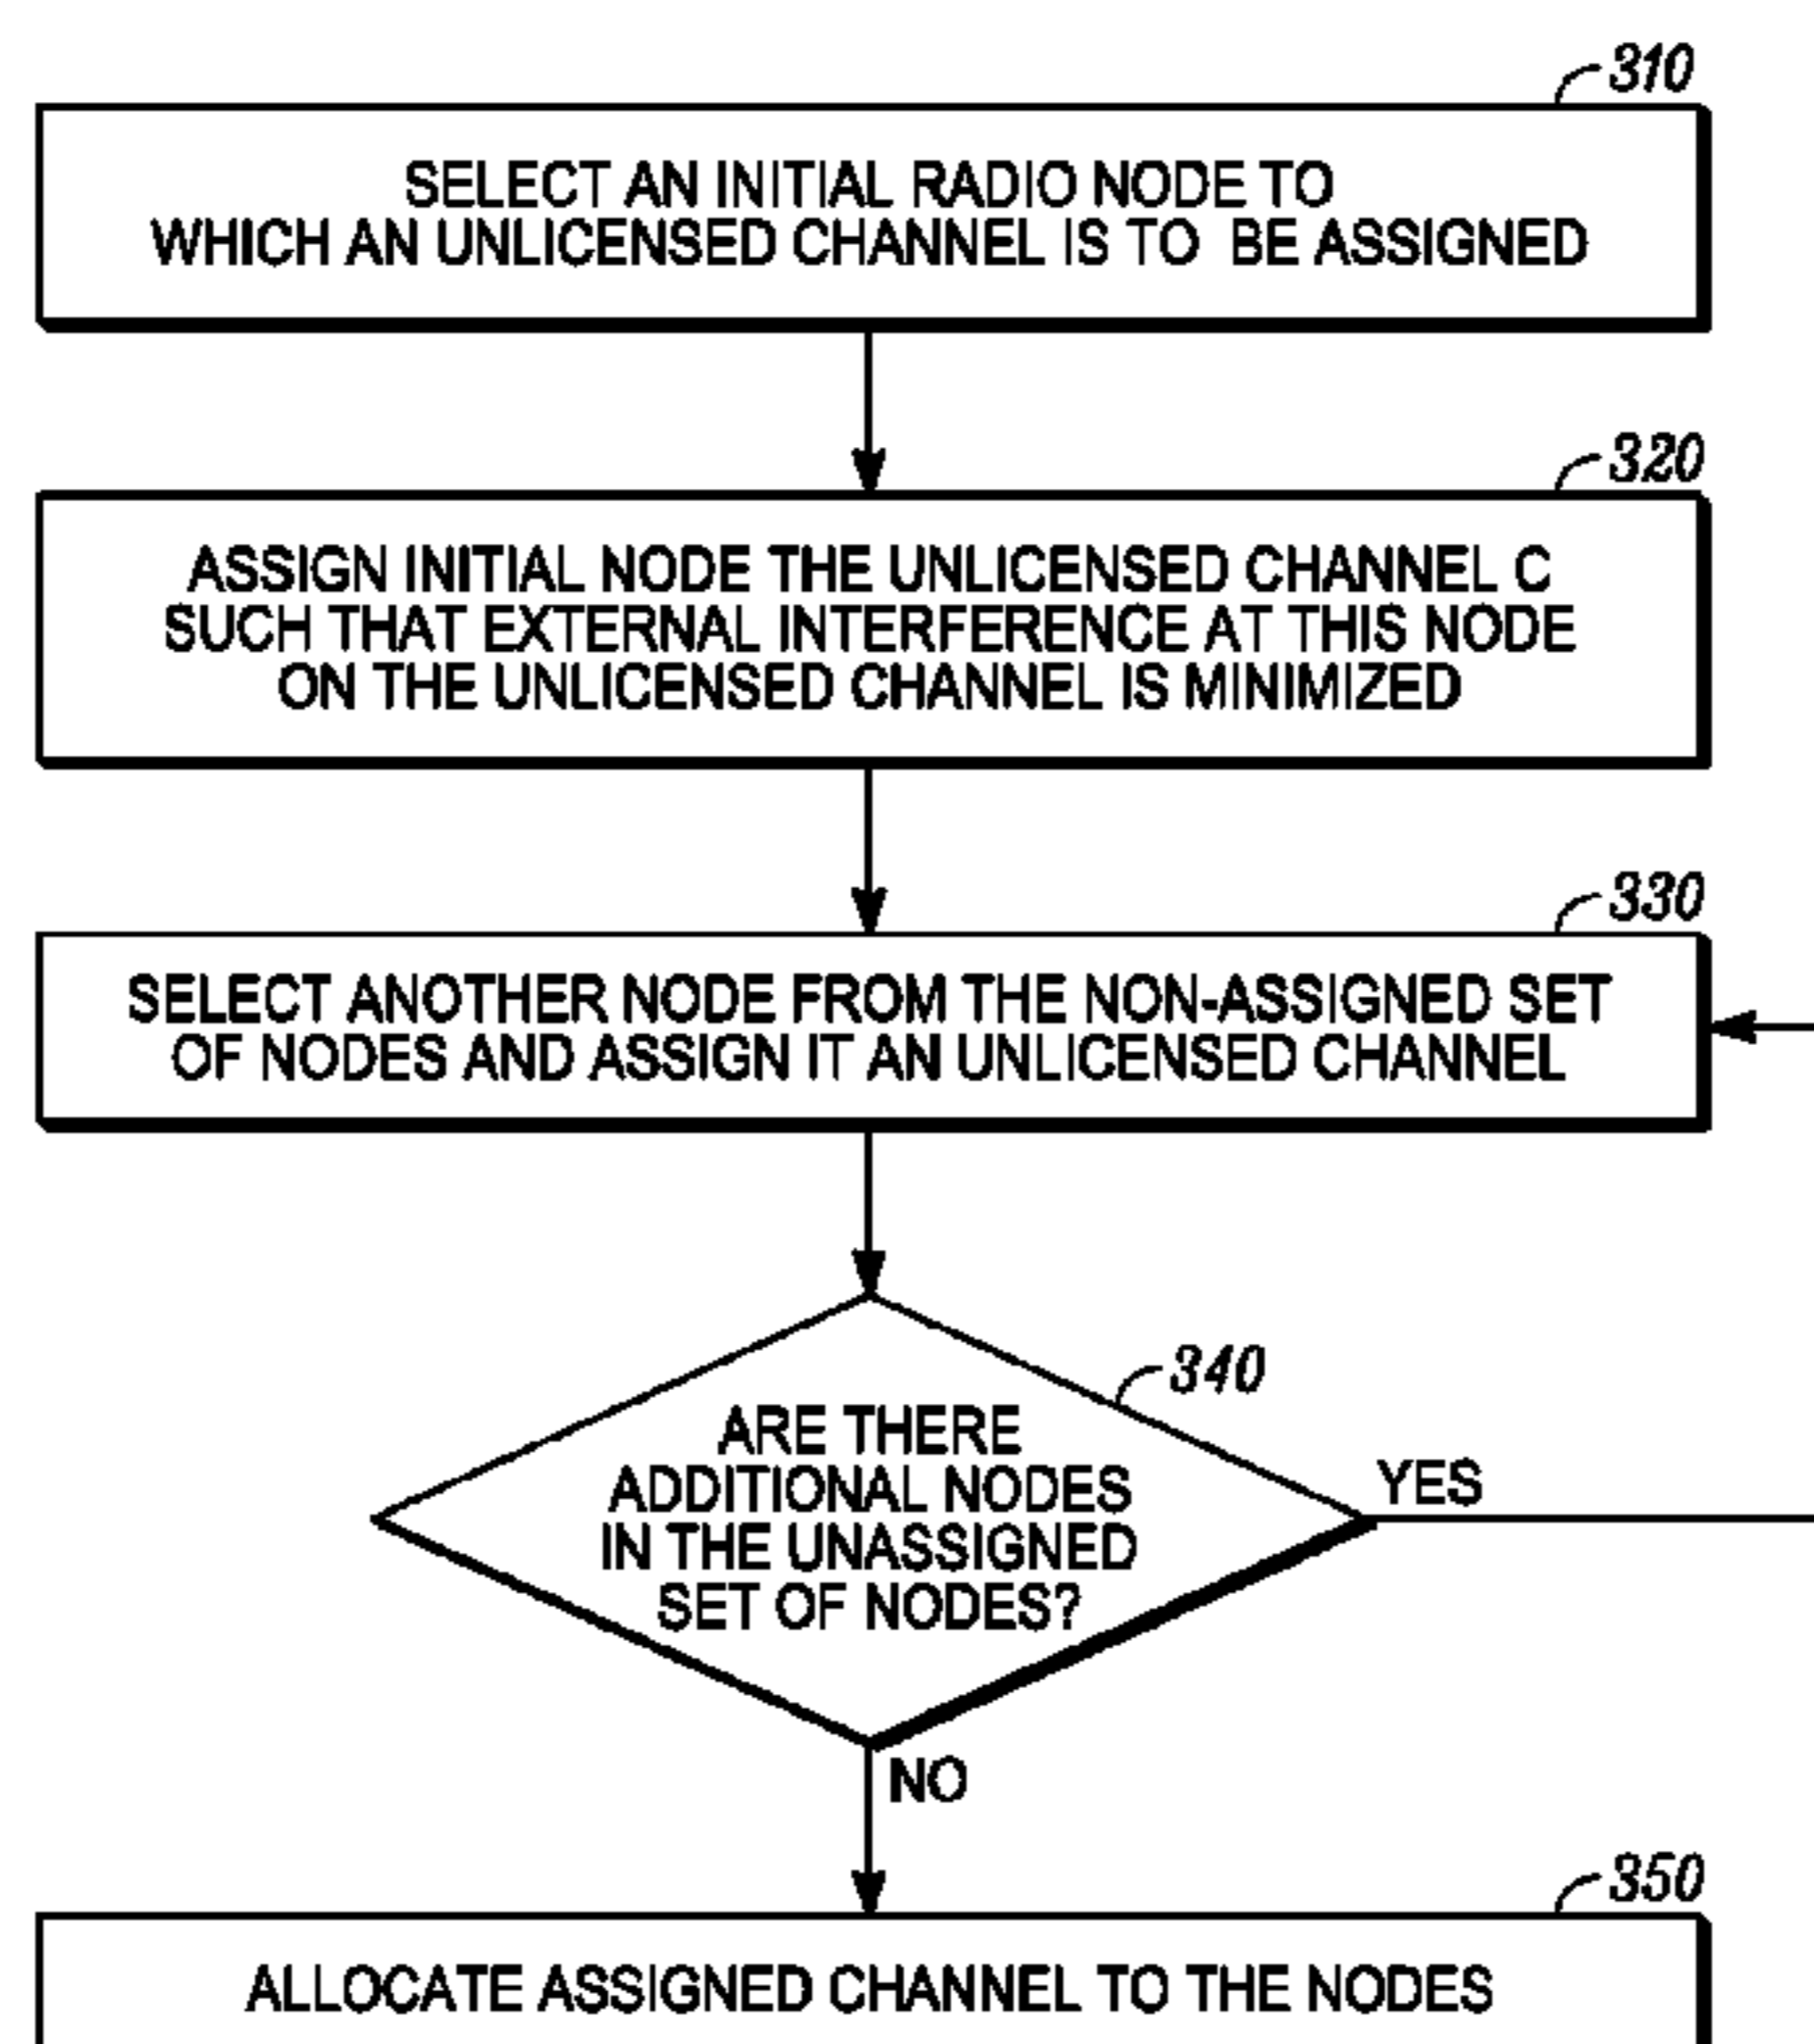 310
SELECT AN INITIAL RADIO NODE TO
WHICH AN UNLICENSED CHANNEL IS TO BE ASSIGNED
320
ASSIGN INITIAL NODE THE UNLICENSED CHANNEL C
SUCH THAT EXTERNAL INTERFERENCE AT THIS NODE
ON THE UNLICENSED CHANNEL IS MINIMIZED
330
SELECT ANOTHER NODE FROM THE NON-ASSIGNED SET
OF NODES AND ASSIGN IT AN UNLICENSED CHANNEL
340
ARE THERE
ADDITIONAL NODES
IN THE UNASSIGNED
SET OF NODES?
YES
NO
350
ALLOCATE ASSIGNED CHANNEL TO THE NODES